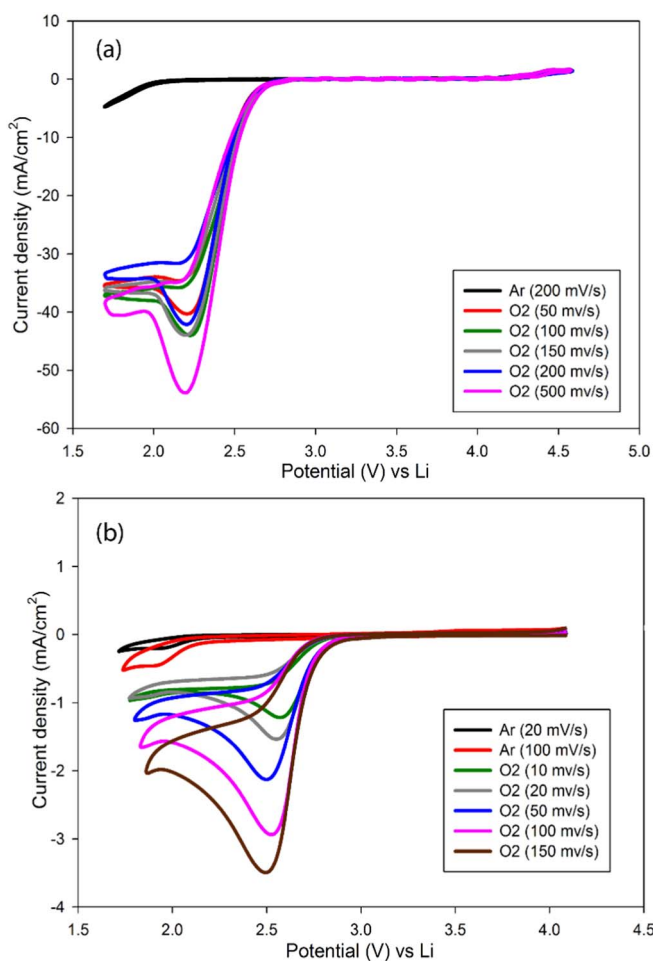 (a)
10
0
-10
-20
-30
-40
-50
-60
Current density (mA/cm²)
1.5 2.0 2.5 3.0 3.5 4.0 4.5 5.0
Potential (V) vs Li
Ar (200 mV/s)
O2 (50 mv/s)
O2 (100 mv/s)
O2 (150 mv/s)
O2 (200 mv/s)
O2 (500 mv/s)
(b)
2
1
0
-1
-2
-3
-4
Current density (mA/cm²)
1.5 2.0 2.5 3.0 3.5 4.0 4.5
Potential (V) vs Li
Ar (20 mV/s)
Ar (100 mV/s)
O2 (10 mv/s)
O2 (20 mv/s)
O2 (50 mv/s)
O2 (100 mv/s)
O2 (150 mv/s)